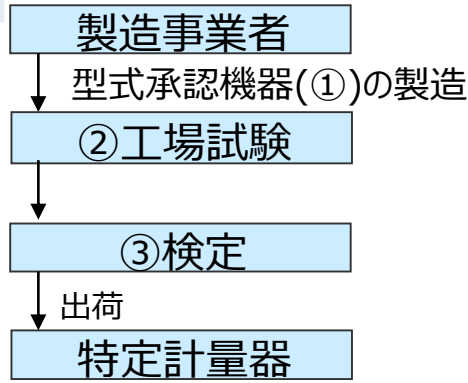 製造事業者
型式承認機器(①)の製造
②工場試験
③検定
出荷
特定計量器